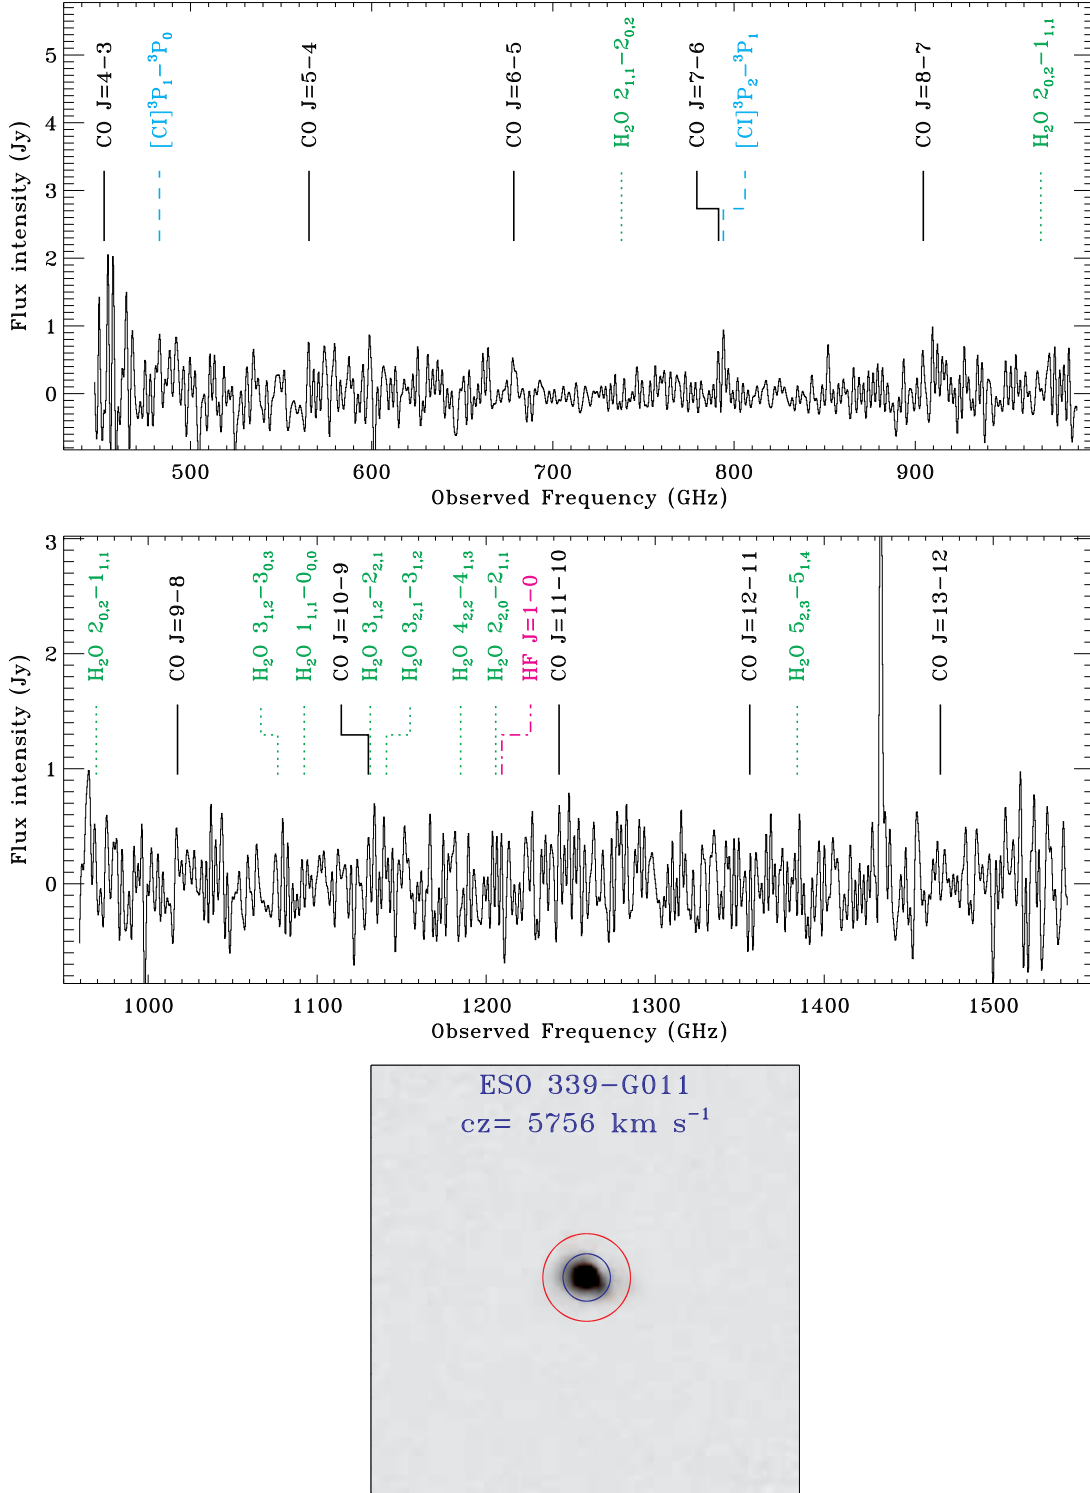 CO J=4−3
[CI]³P₁−³P₀
CO J=5−4
CO J=6−5
H₂O 2₁,₁−2₀,₂
CO J=7−6
[CI]³P₂−³P₁
CO J=8−7
H₂O 2₀,₂−1₁,₁
5
4
3
2
1
0
Flux intensity (Jy)
500
600
700
800
900
Observed Frequency (GHz)
H₂O 2₀,₂−1₁,₁
CO J=9−8
H₂O 3₁,₂−3₀,₃
H₂O 1₁,₁−0₀,₀
CO J=10−9
H₂O 3₁,₂−2₂,₁
H₂O 3₂,₁−3₁,₂
H₂O 4₂,₂−4₁,₃
H₂O 2₂,₀−2₁,₁
HF J=1−0
CO J=11−10
CO J=12−11
H₂O 5₂,₃−5₁,₄
CO J=13−12
3
2
1
0
Flux intensity (Jy)
1000
1100
1200
1300
1400
1500
Observed Frequency (GHz)
ESO 339−G011
cz= 5756 km s⁻¹